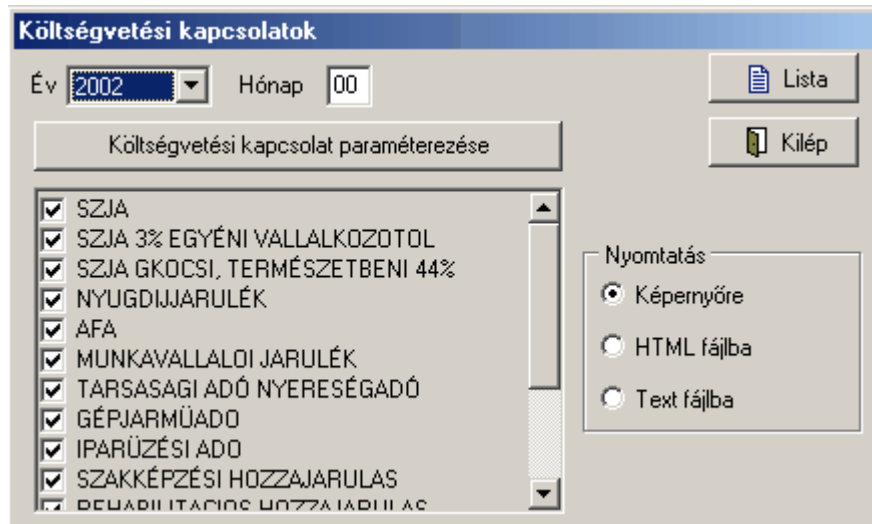 Költségvetési kapcsolatok
Év 2002 Hónap 00
Lista
Költségvetési kapcsolat paraméterezése
Kilép
SZJA
SZJA 3% EGYÉNI VALLALKOZOTOL
SZJA GKOCSI, TERMÉSZETBENI 44%
NYUGDIJJARULÉK
AFA
MUNKAVALLALOI JARULÉK
TARSASAGI ADÓ NYERESÉGADÓ
GÉPJARMÜADO
IPARÜZÉSI ADO
SZAKKÉPZÉSI HOZZAJARULAS
REHABILITACIOS HOZZAJARULAS
Nyomtatás
Képernyőre
HTML fájlba
Text fájlba